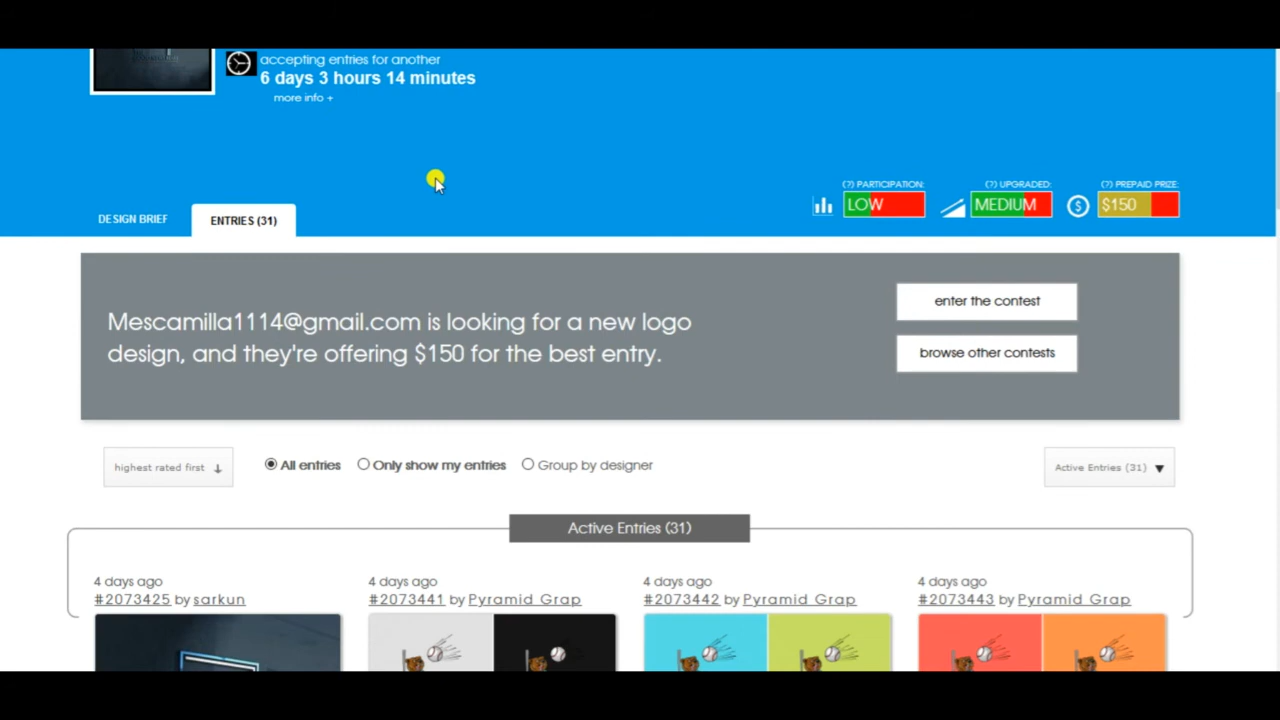 accepting entries for another
6 days 3 hours 14 minutes
more info +
(?) PARTICIPATION:
(?) UPGRADED:
(?) PREPAID PRIZE:
LOW
MEDIUM
$150
DESIGN BRIEF
ENTRIES (31)
Mescamilla1114@gmail.com is looking for a new logo
design, and they're offering $150 for the best entry.
enter the contest
browse other contests
highest rated first ↓
All entries
Only show my entries
Group by designer
Active Entries (31) ▼
Active Entries (31)
4 days ago
#2073425 by sarkun
4 days ago
#2073441 by Pyramid Grap
4 days ago
#2073442 by Pyramid Grap
4 days ago
#2073443 by Pyramid Grap